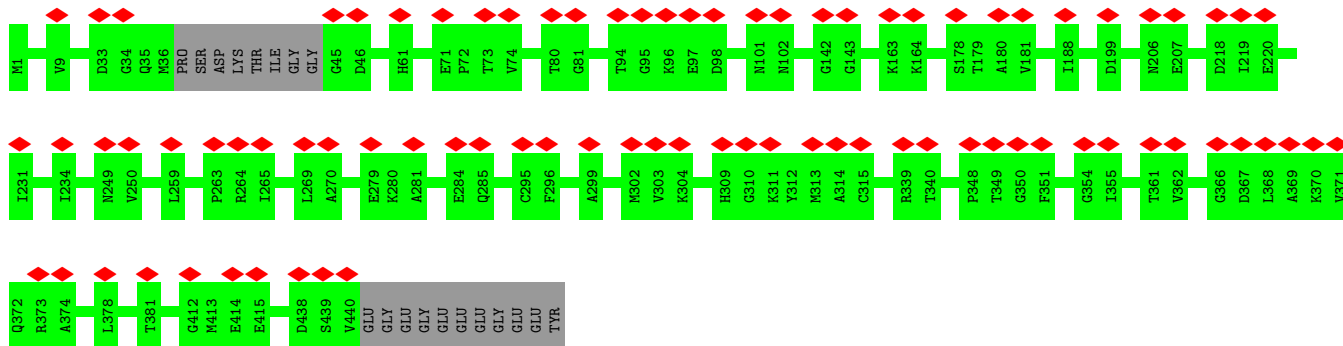 M1 V9 D33 G34 Q35 M36 PRO SER ASP LYS THR ILE GLY GLY G45 D46 H61 E71 P72 T73 V74 T80 G81 T94 G95 K96 E97 D98 N101 N102 G142 G143 K163 K164 S178 T179 A180 V181 I188 D199 N206 E207 D218 I219 E220
I231 I234 N249 V250 L259 P263 R264 I265 L269 A270 E279 K280 A281 E284 Q285 C295 F296 A299 M302 V303 K304 H309 G310 K311 Y312 M313 A314 C315 R339 T340 P348 T349 G350 F351 G354 I355 T361 V362 G366 D367 L368 A369 K370 V371
Q372 R373 A374 L378 T381 G412 M413 E414 E415 D438 S439 V440 GLU GLY GLU GLY GLU GLU GLU GLY GLU GLU TYR